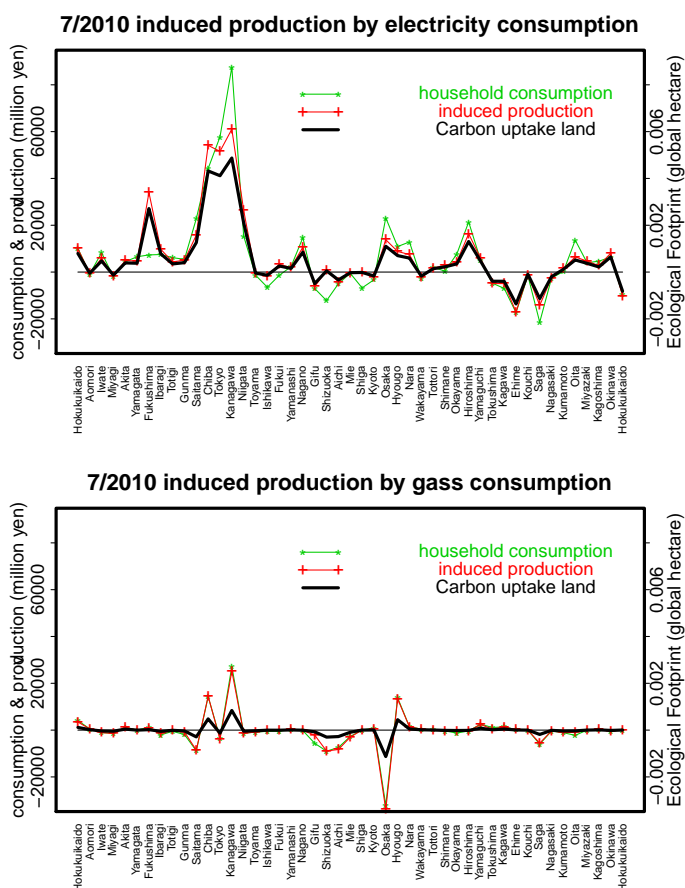 7/2010 induced production by electricity consumption
consumption & production (million yen)
−20000
20000
60000
household consumption
induced production
Carbon uptake land
−0.002
0.002
0.006
Ecological Footprint (global hectare)
Hokukuikaido
Aomori
Iwate
Miyagi
Akita
Yamagata
Fukushima
Ibaragi
Totigi
Gunma
Saitama
Chiba
Tokyo
Kanagawa
Niigata
Toyama
Ishikawa
Fukui
Yamanashi
Nagano
Gifu
Shizuoka
Aichi
Mie
Shiga
Kyoto
Osaka
Hyougo
Nara
Wakayama
Tottori
Shimane
Okayama
Hiroshima
Yamaguchi
Tokushima
Kagawa
Ehime
Kouchi
Saga
Nagasaki
Kumamoto
Oita
Miyazaki
Kagoshima
Okinawa
Hokukuikaido
7/2010 induced production by gass consumption
consumption & production (million yen)
−20000
20000
60000
household consumption
induced production
Carbon uptake land
−0.002
0.002
0.006
Ecological Footprint (global hectare)
Hokukuikaido
Aomori
Iwate
Miyagi
Akita
Yamagata
Fukushima
Ibaragi
Totigi
Gunma
Saitama
Chiba
Tokyo
Kanagawa
Niigata
Toyama
Ishikawa
Fukui
Yamanashi
Nagano
Gifu
Shizuoka
Aichi
Mie
Shiga
Kyoto
Osaka
Hyougo
Nara
Wakayama
Tottori
Shimane
Okayama
Hiroshima
Yamaguchi
Tokushima
Kagawa
Ehime
Kouchi
Saga
Nagasaki
Kumamoto
Oita
Miyazaki
Kagoshima
Okinawa
Hokukuikaido